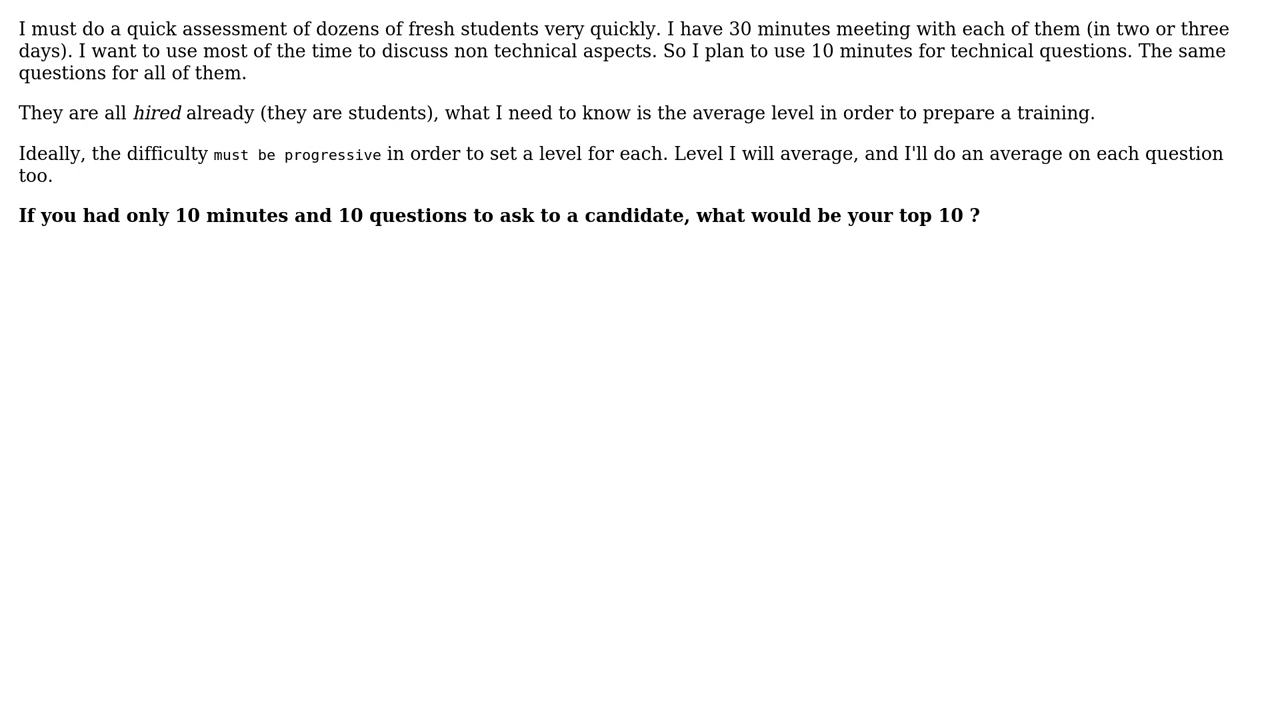 I must do a quick assessment of dozens of fresh students very quickly. I have 30 minutes meeting with each of them (in two or three
days). I want to use most of the time to discuss non technical aspects. So I plan to use 10 minutes for technical questions. The same
questions for all of them.
They are all hired already (they are students), what I need to know is the average level in order to prepare a training.
Ideally, the difficulty must be progressive in order to set a level for each. Level I will average, and I'll do an average on each question
too.
If you had only 10 minutes and 10 questions to ask to a candidate, what would be your top 10 ?